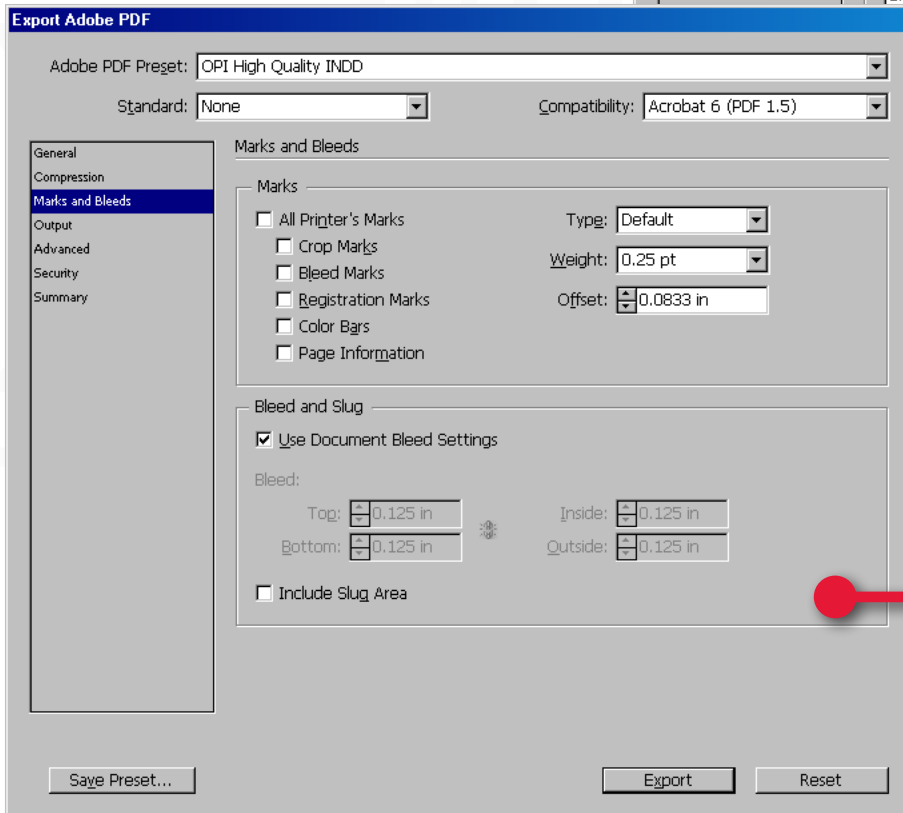 Export Adobe PDF
Adobe PDF Preset: OPI High Quality INDD
Standard: None Compatibility: Acrobat 6 (PDF 1.5)
General
Compression
Marks and Bleeds
Output
Advanced
Security
Summary
Marks and Bleeds
Marks
All Printer's Marks
Crop Marks
Bleed Marks
Registration Marks
Color Bars
Page Information
Type: Default
Weight: 0.25 pt
Offset: 0.0833 in
Bleed and Slug
Use Document Bleed Settings
Bleed:
Top: 0.125 in Inside: 0.125 in
Bottom: 0.125 in Outside: 0.125 in
Include Slug Area
Save Preset... Export Reset